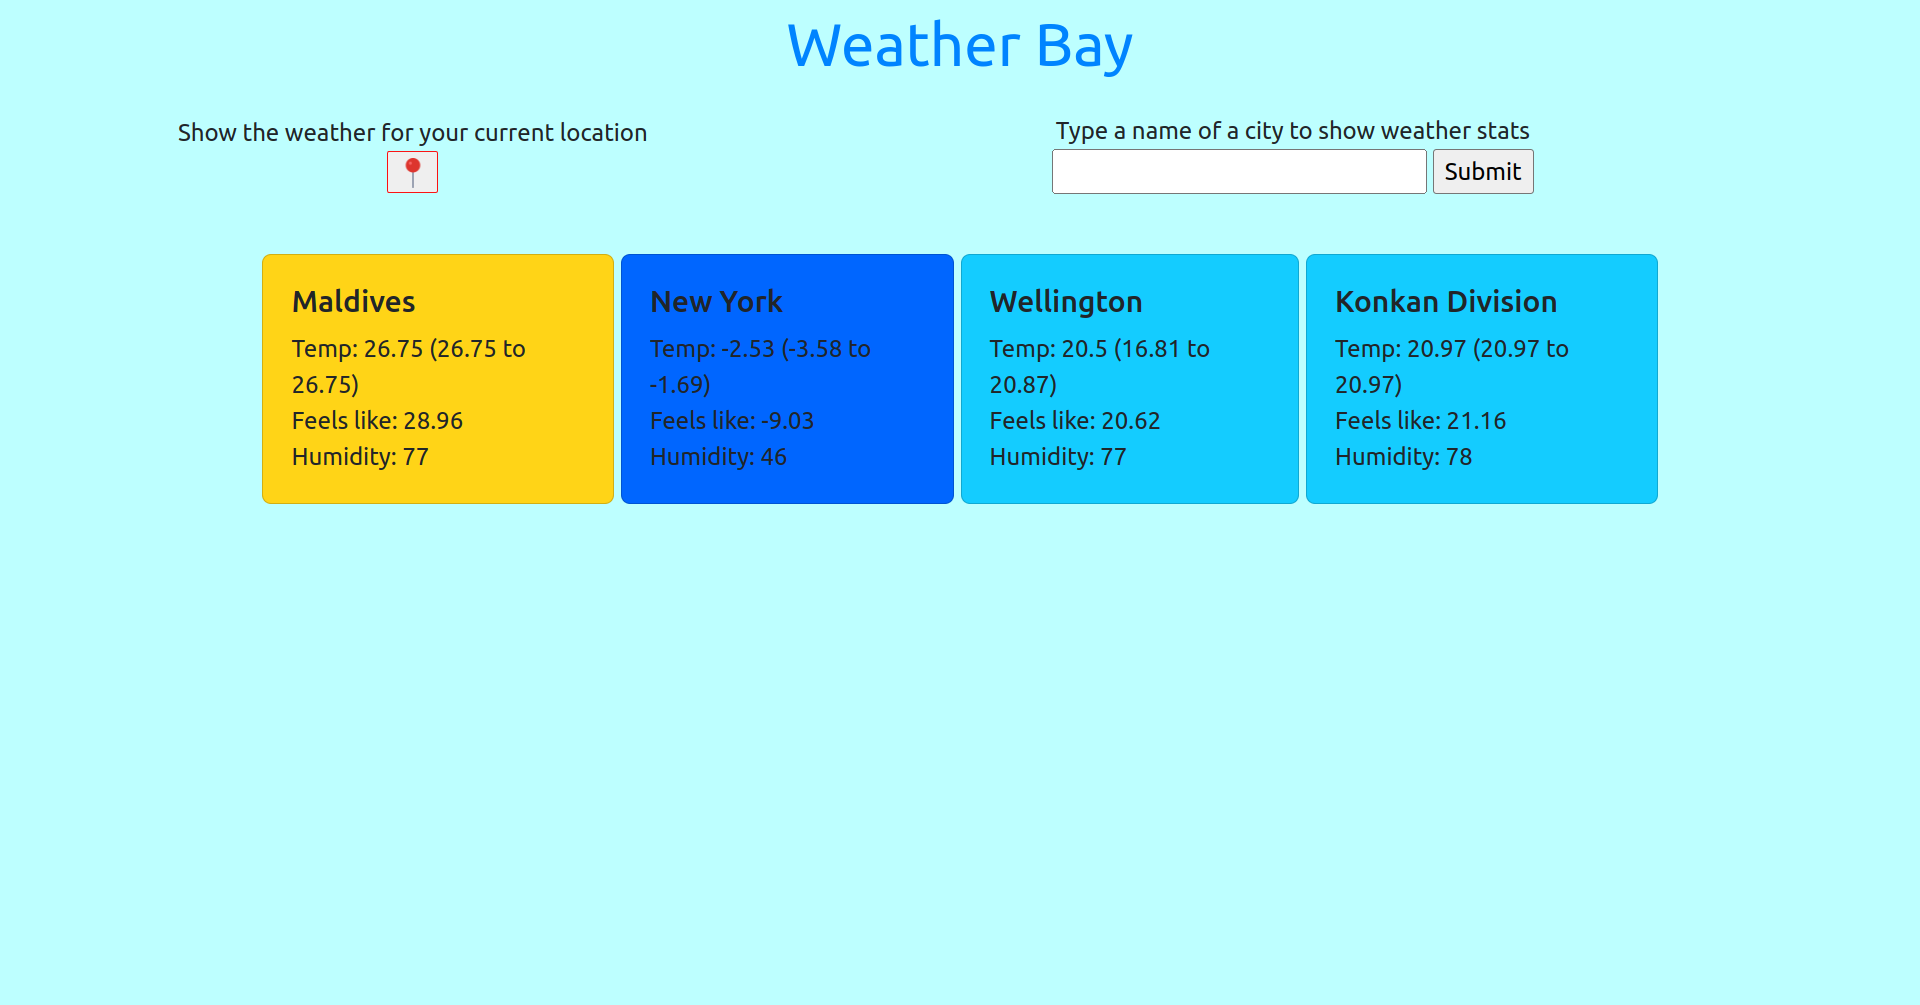 Weather Bay
Show the weather for your current location
Type a name of a city to show weather stats
Submit
Maldives
Temp: 26.75 (26.75 to
26.75)
Feels like: 28.96
Humidity: 77
New York
Temp: -2.53 (-3.58 to
-1.69)
Feels like: -9.03
Humidity: 46
Wellington
Temp: 20.5 (16.81 to
20.87)
Feels like: 20.62
Humidity: 77
Konkan Division
Temp: 20.97 (20.97 to
20.97)
Feels like: 21.16
Humidity: 78